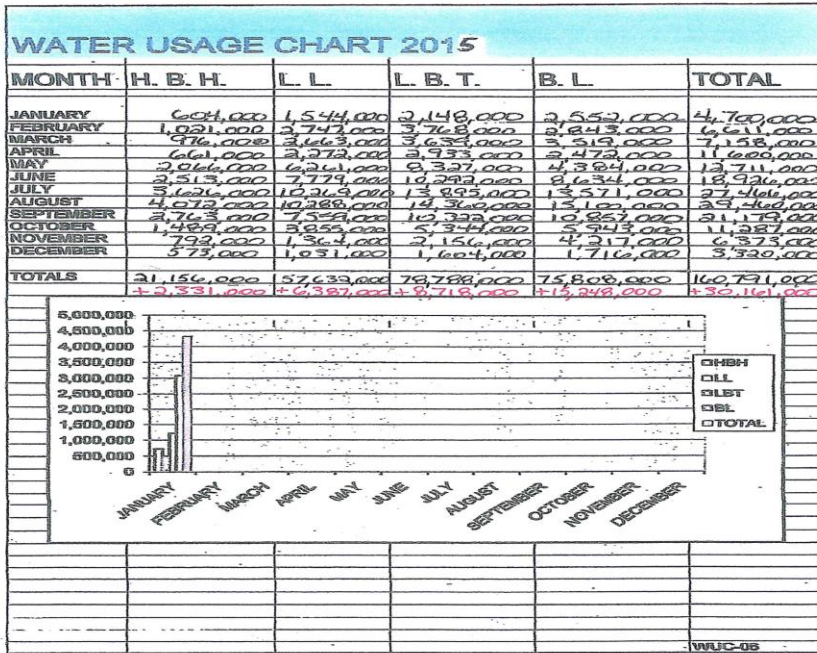 WATER USAGE CHART 2015
MONTH H. B. H. L. L. L. B. T. B. L. TOTAL
JANUARY 604,000 1,544,000 2,148,000 2,552,000 4,700,000
FEBRUARY 1,021,000 2,747,000 3,768,000 2,843,000 6,611,000
MARCH 976,000 2,663,000 3,639,000 3,519,000 7,158,000
APRIL 661,000 2,272,000 2,933,000 2,472,000 11,600,000
MAY 2,066,000 6,261,000 8,327,000 4,384,000 12,711,000
JUNE 2,513,000 7,779,000 10,292,000 8,634,000 18,926,000
JULY 3,626,000 10,269,000 13,895,000 13,571,000 27,466,000
AUGUST 4,072,000 10,288,000 14,360,000 15,100,000 29,460,000
SEPTEMBER 2,763,000 7,559,000 10,322,000 10,857,000 21,179,000
OCTOBER 1,489,000 3,855,000 5,344,000 5,943,000 11,287,000
NOVEMBER 792,000 1,364,000 2,156,000 4,217,000 6,373,000
DECEMBER 573,000 1,031,000 1,604,000 1,716,000 3,320,000
TOTALS 21,156,000 157,632,000 78,788,000 75,808,000 160,791,000
+2,331,000 +6,387,000 +8,718,000 +15,248,000 +30,161,000
5,000,000
4,500,000
4,000,000
3,500,000
3,000,000
2,500,000
2,000,000
1,500,000
1,000,000
500,000
0
HBH
LL
LBT
BL
TOTAL
JANUARY FEBRUARY MARCH APRIL MAY JUNE JULY AUGUST SEPTEMBER OCTOBER NOVEMBER DECEMBER
WUC-06